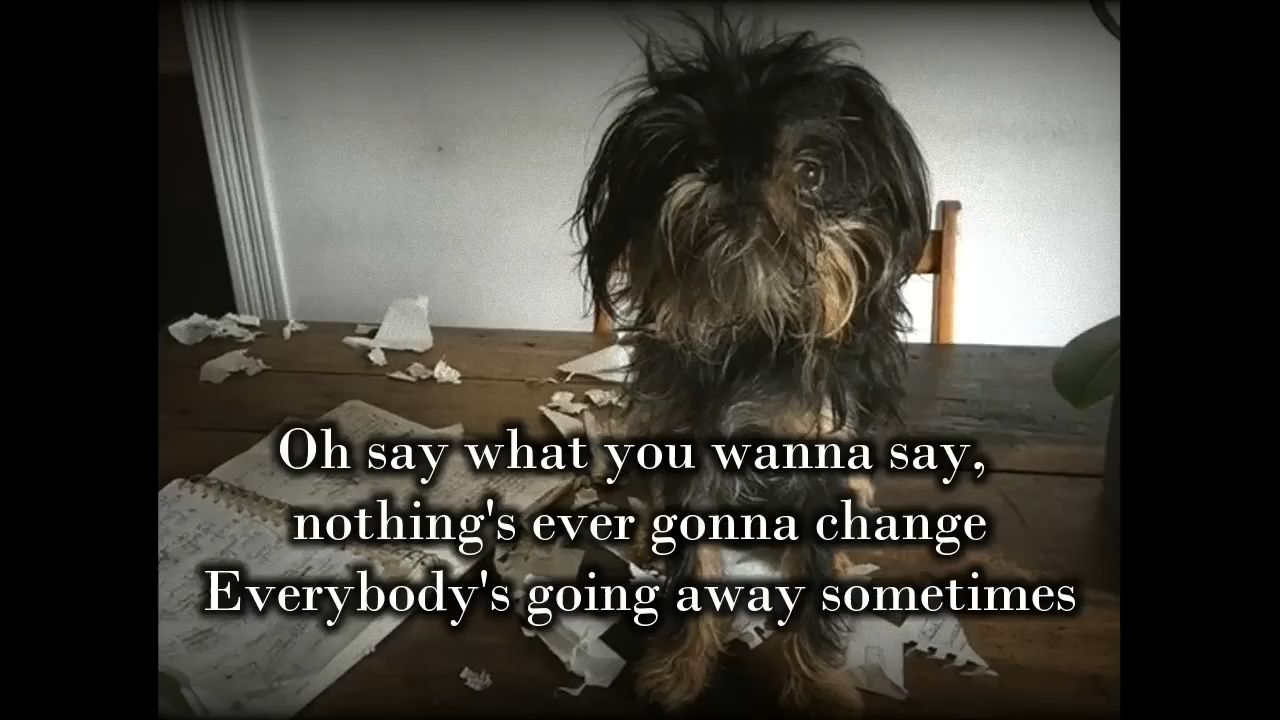 Oh say what you wanna say,
nothing's ever gonna change
Everybody's going away sometimes